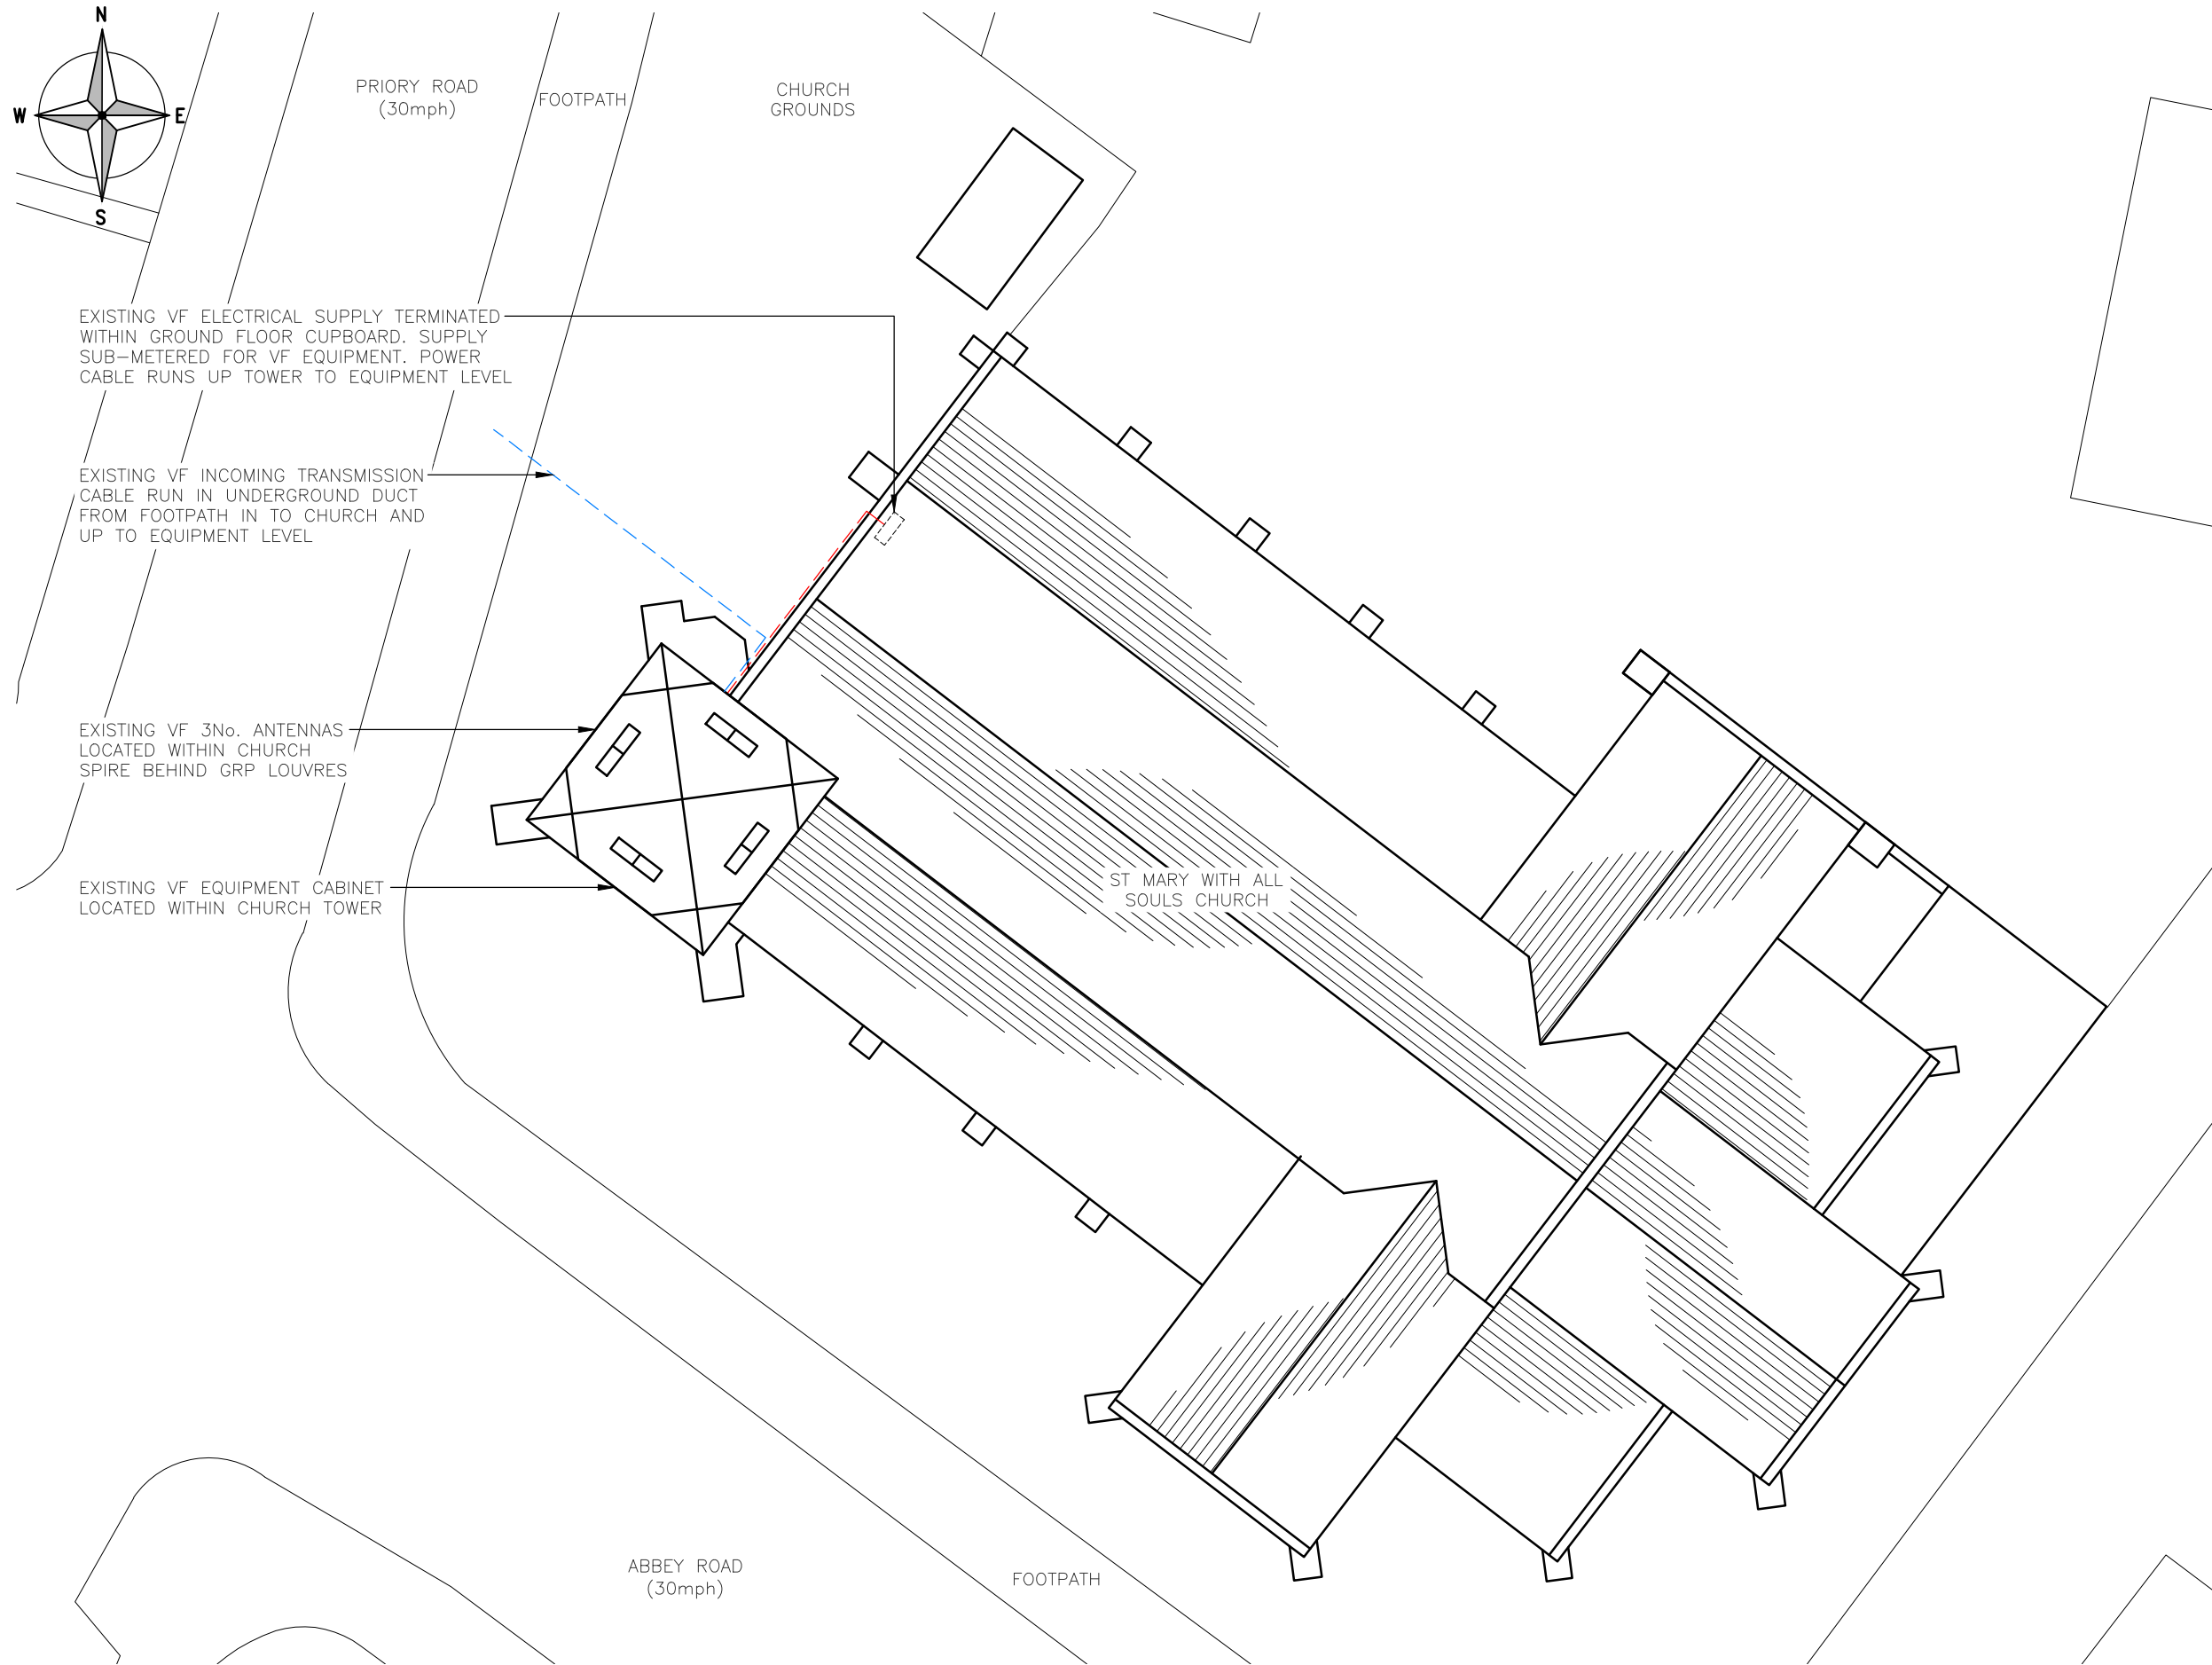 N
W
E
S
PRIORY ROAD
(30mph)
FOOTPATH
CHURCH
GROUNDS
EXISTING VF ELECTRICAL SUPPLY TERMINATED
WITHIN GROUND FLOOR CUPBOARD. SUPPLY
SUB-METERED FOR VF EQUIPMENT. POWER
CABLE RUNS UP TOWER TO EQUIPMENT LEVEL
EXISTING VF INCOMING TRANSMISSION
CABLE RUN IN UNDERGROUND DUCT
FROM FOOTPATH IN TO CHURCH AND
UP TO EQUIPMENT LEVEL
EXISTING VF 3No. ANTENNAS
LOCATED WITHIN CHURCH
SPIRE BEHIND GRP LOUVRES
EXISTING VF EQUIPMENT CABINET
LOCATED WITHIN CHURCH TOWER
ST MARY WITH ALL
SOULS CHURCH
ABBEY ROAD
(30mph)
FOOTPATH